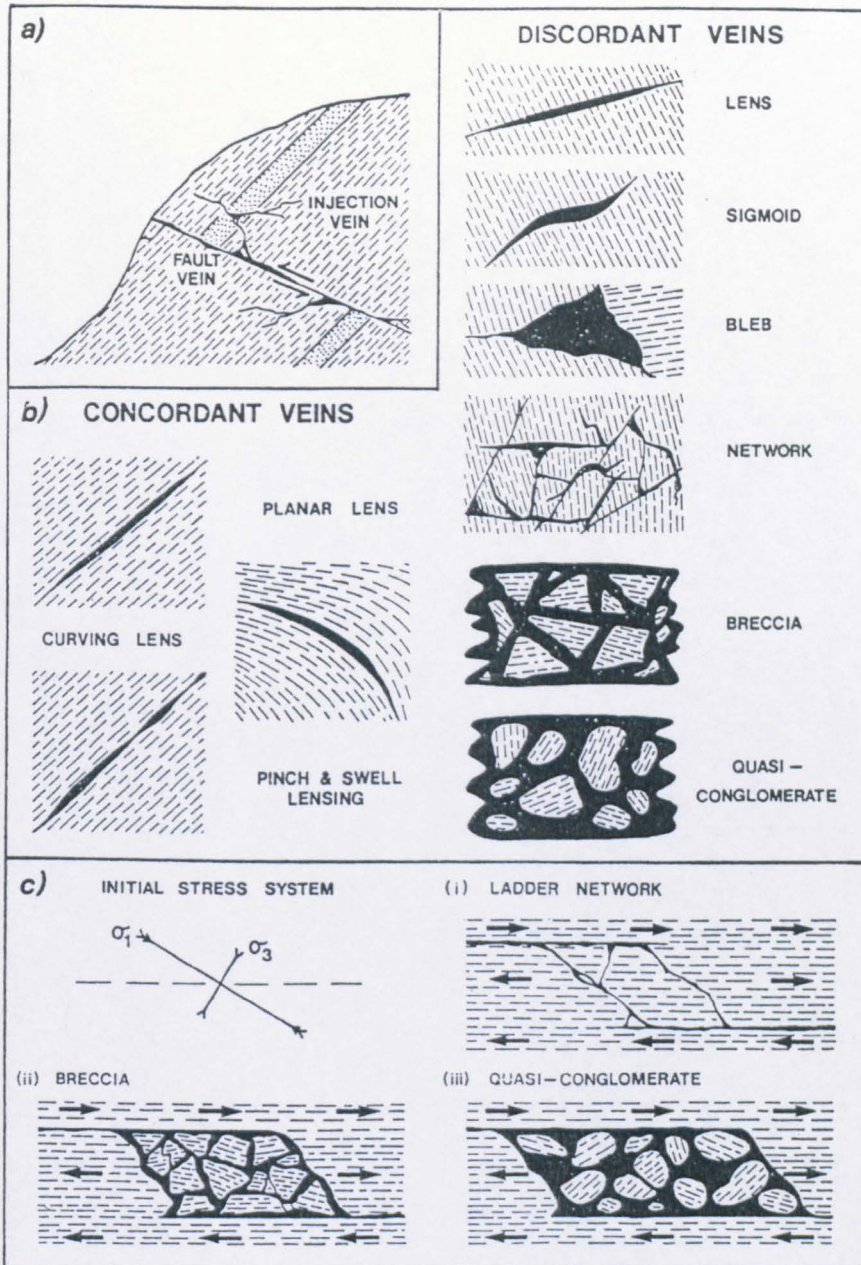 a)
INJECTION
VEIN
FAULT
VEIN
DISCORDANT VEINS
LENS
SIGMOID
BLEB
NETWORK
BRECCIA
QUASI –
CONGLOMERATE
b) CONCORDANT VEINS
PLANAR LENS
CURVING LENS
PINCH & SWELL
LENSING
c) INITIAL STRESS SYSTEM
σ1
σ3
(i) LADDER NETWORK
(ii) BRECCIA
(iii) QUASI–CONGLOMERATE